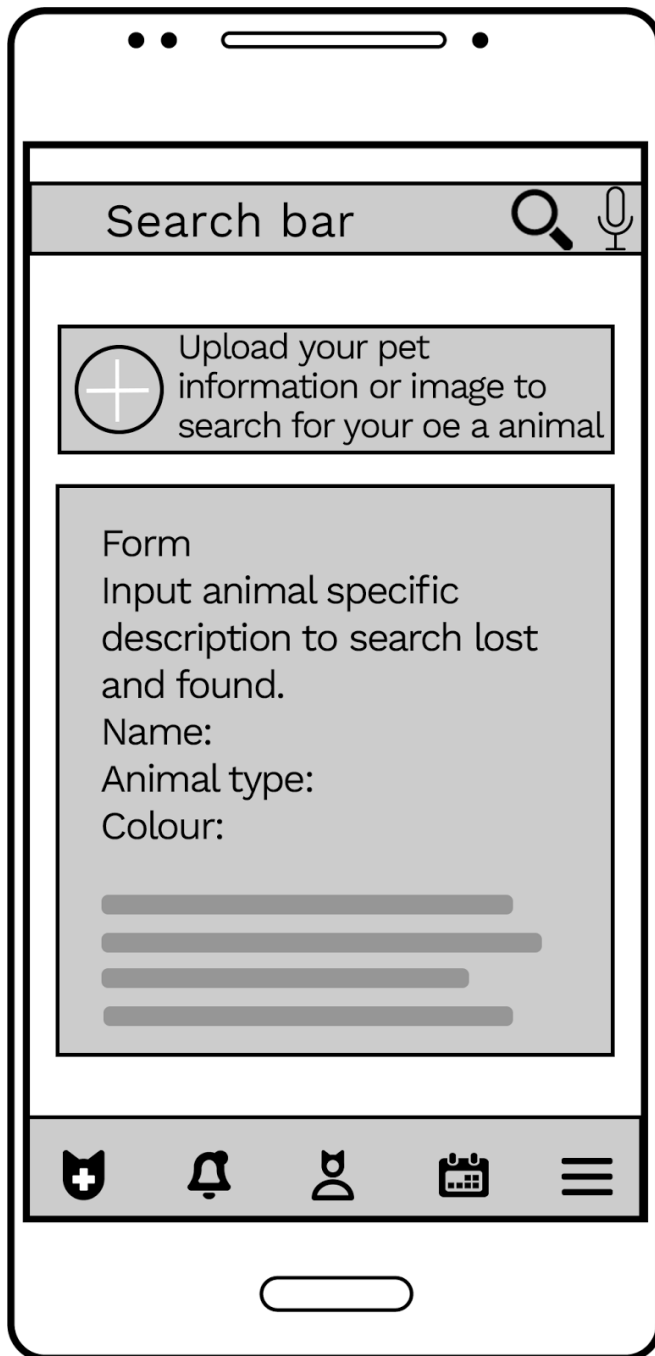 Search bar
Upload your pet
information or image to
search for your oe a animal
Form
Input animal specific
description to search lost
and found.
Name:
Animal type:
Colour: